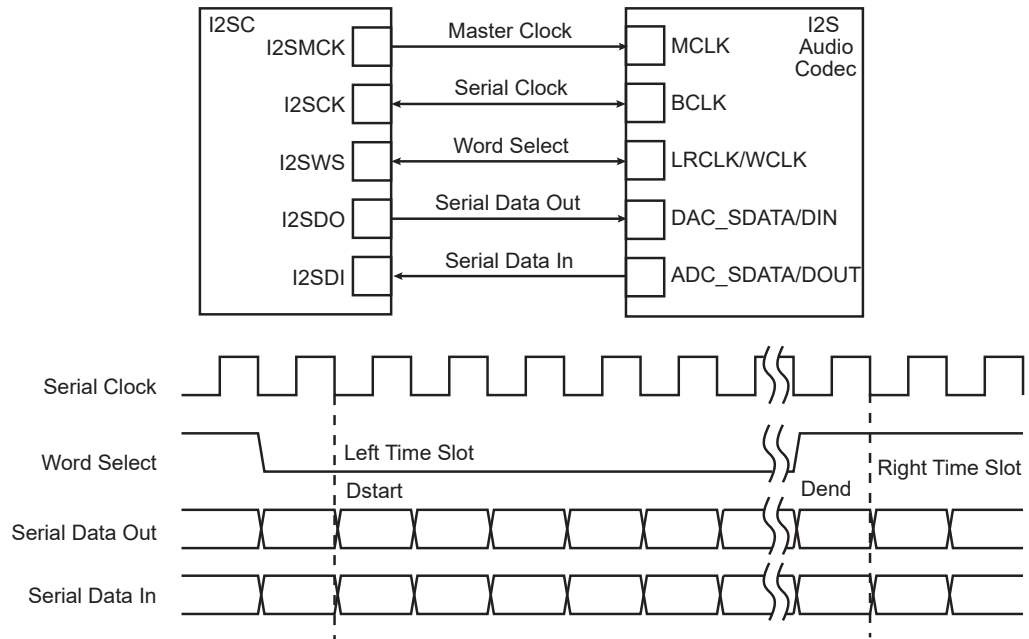 I2SC
I2S
Audio
Codec
I2SMCK
Master Clock
MCLK
I2SCK
Serial Clock
BCLK
I2SWS
Word Select
LRCLK/WCLK
I2SDO
Serial Data Out
DAC_SDATA/DIN
I2SDI
Serial Data In
ADC_SDATA/DOUT
Serial Clock
Word Select
Left Time Slot
Right Time Slot
Dstart
Dend
Serial Data Out
Serial Data In